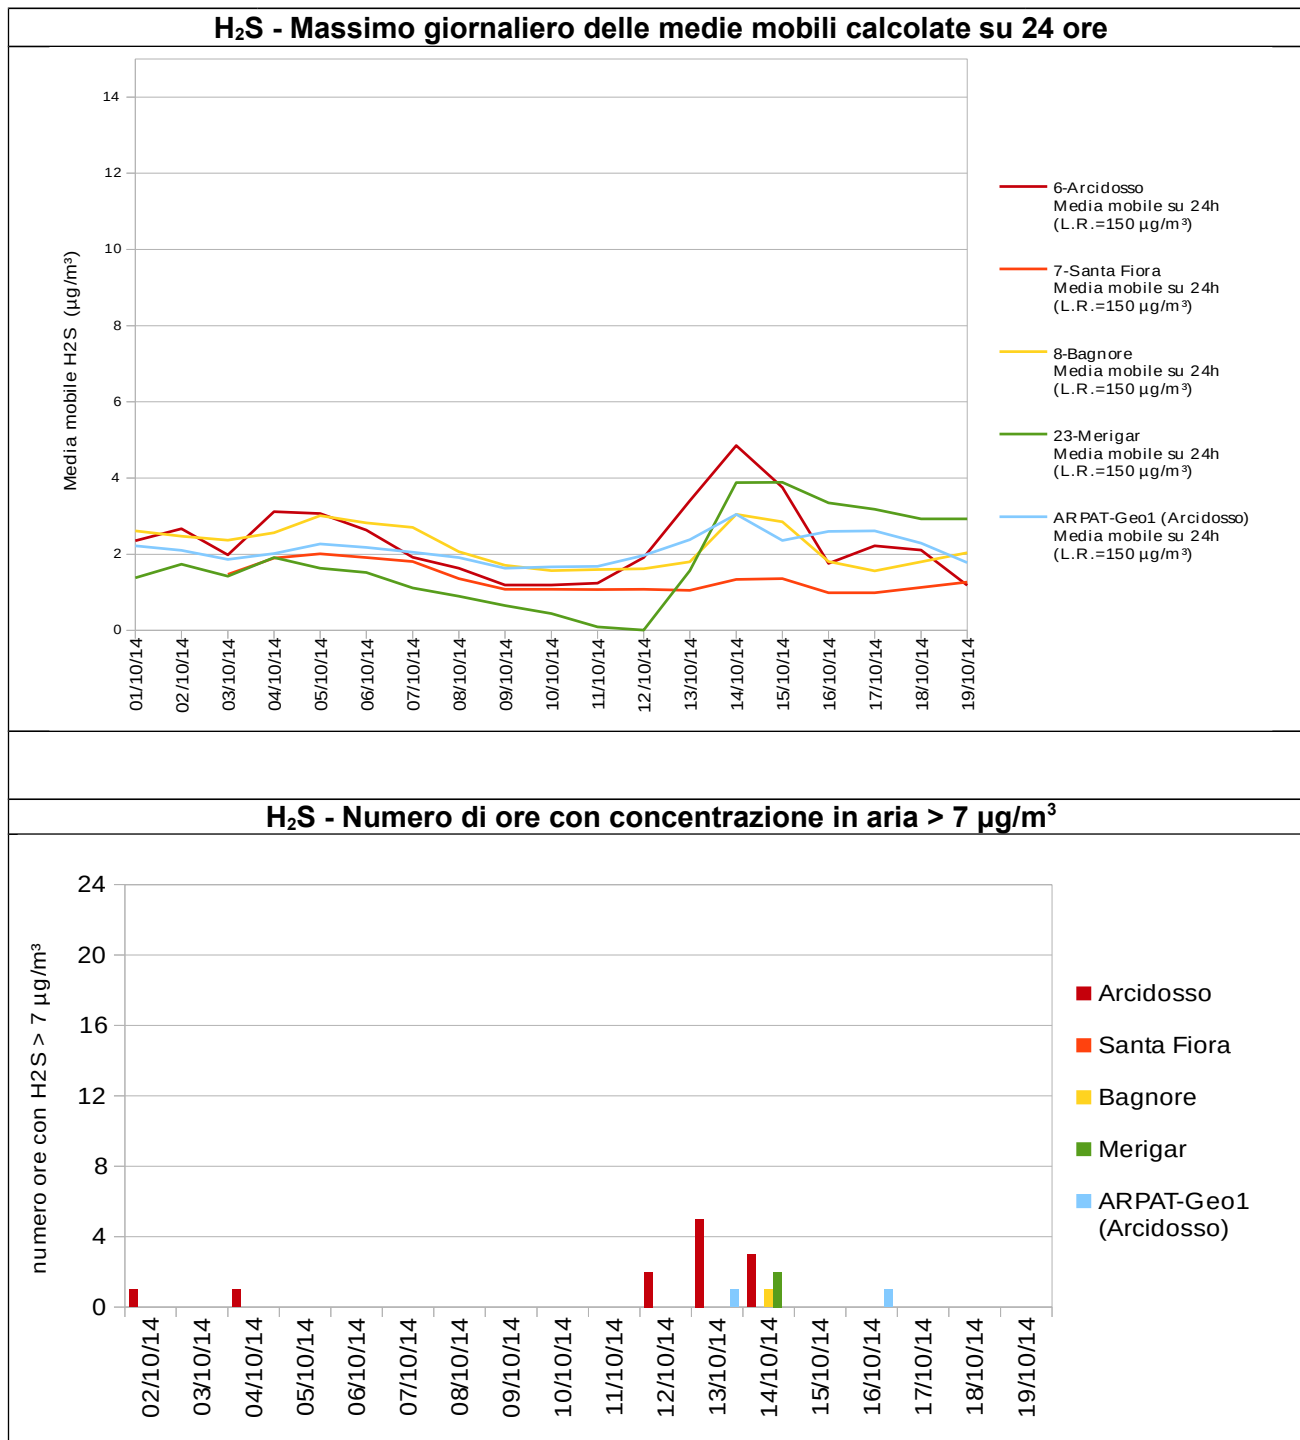 H₂S - Massimo giornaliero delle medie mobili calcolate su 24 ore
14
12
10
8
6
4
2
0
Media mobile H2S (µg/m³)
01/10/14
02/10/14
03/10/14
04/10/14
05/10/14
06/10/14
07/10/14
08/10/14
09/10/14
10/10/14
11/10/14
12/10/14
13/10/14
14/10/14
15/10/14
16/10/14
17/10/14
18/10/14
19/10/14
6-Arcidosso
Media mobile su 24h
(L.R.=150 µg/m³)
7-Santa Fiora
Media mobile su 24h
(L.R.=150 µg/m³)
8-Bagnore
Media mobile su 24h
(L.R.=150 µg/m³)
23-Merigar
Media mobile su 24h
(L.R.=150 µg/m³)
ARPAT-Geo1 (Arcidosso)
Media mobile su 24h
(L.R.=150 µg/m³)
H₂S - Numero di ore con concentrazione in aria > 7 µg/m³
24
20
16
12
8
4
0
numero ore con H2S > 7 µg/m³
02/10/14
03/10/14
04/10/14
05/10/14
06/10/14
07/10/14
08/10/14
09/10/14
10/10/14
11/10/14
12/10/14
13/10/14
14/10/14
15/10/14
16/10/14
17/10/14
18/10/14
19/10/14
Arcidosso
Santa Fiora
Bagnore
Merigar
ARPAT-Geo1
(Arcidosso)